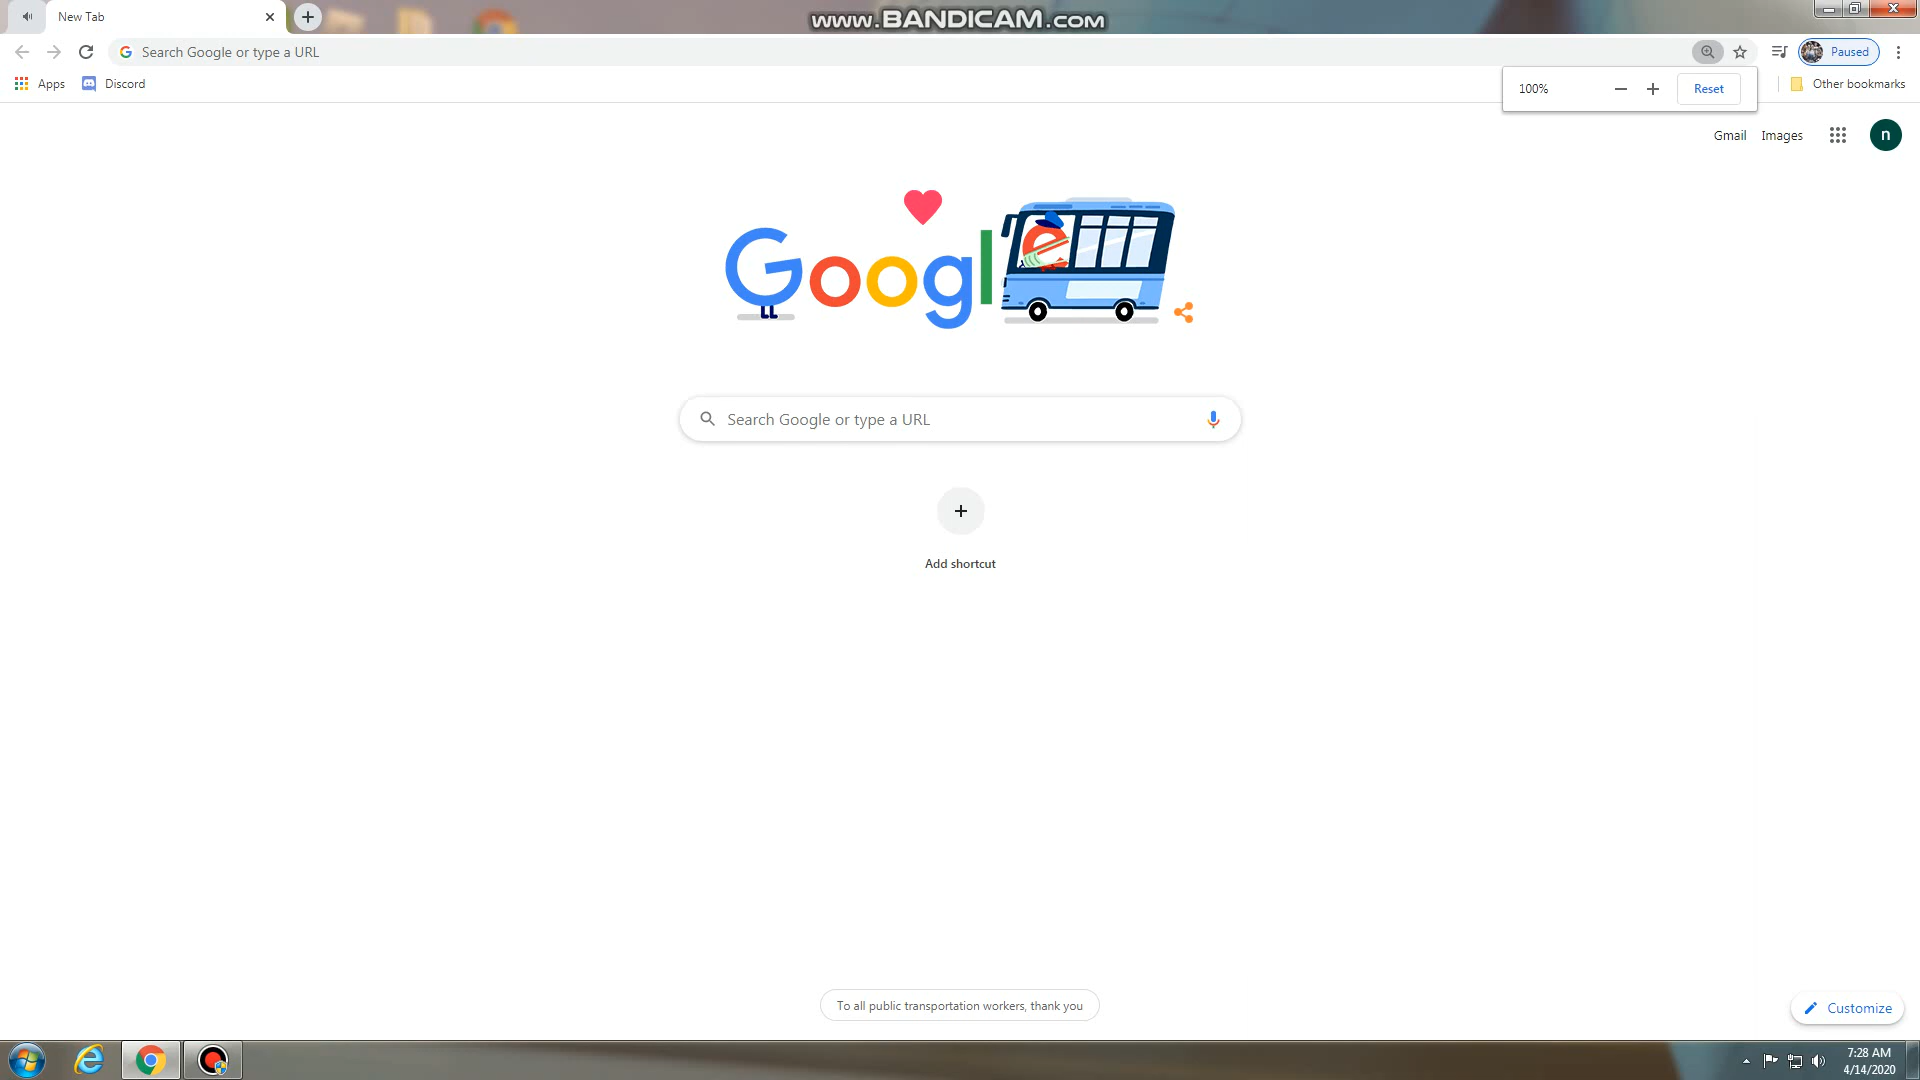 New Tab
www.BANDICAM.com
Search Google or type a URL
Paused
Apps
Discord
100%
Reset
Other bookmarks
Gmail
Images
n
Google
Search Google or type a URL
Add shortcut
To all public transportation workers, thank you
Customize
7:28 AM
4/14/2020